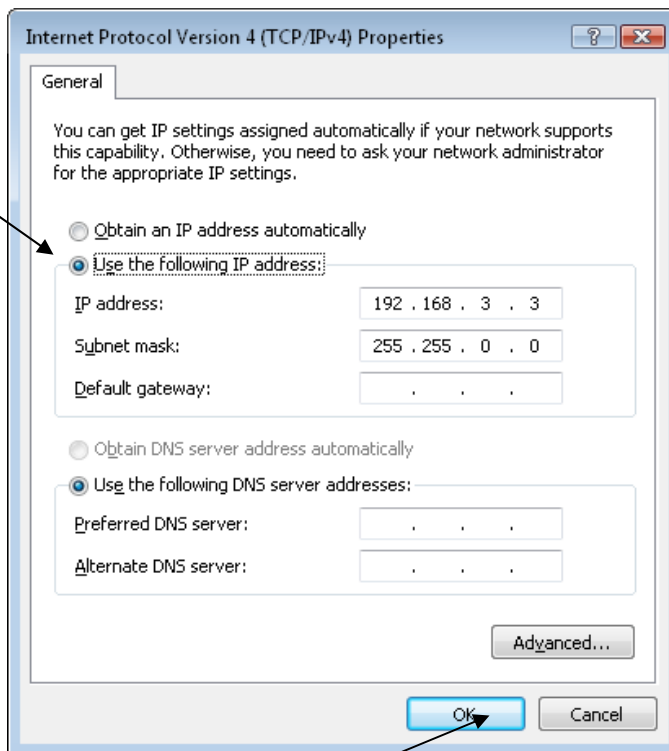 Internet Protocol Version 4 (TCP/IPv4) Properties
General
You can get IP settings assigned automatically if your network supports
this capability. Otherwise, you need to ask your network administrator
for the appropriate IP settings.
Obtain an IP address automatically
Use the following IP address:
IP address: 192 . 168 . 3 . 3
Subnet mask: 255 . 255 . 0 . 0
Default gateway: . . .
Obtain DNS server address automatically
Use the following DNS server addresses:
Preferred DNS server: . . .
Alternate DNS server: . . .
Advanced...
OK Cancel